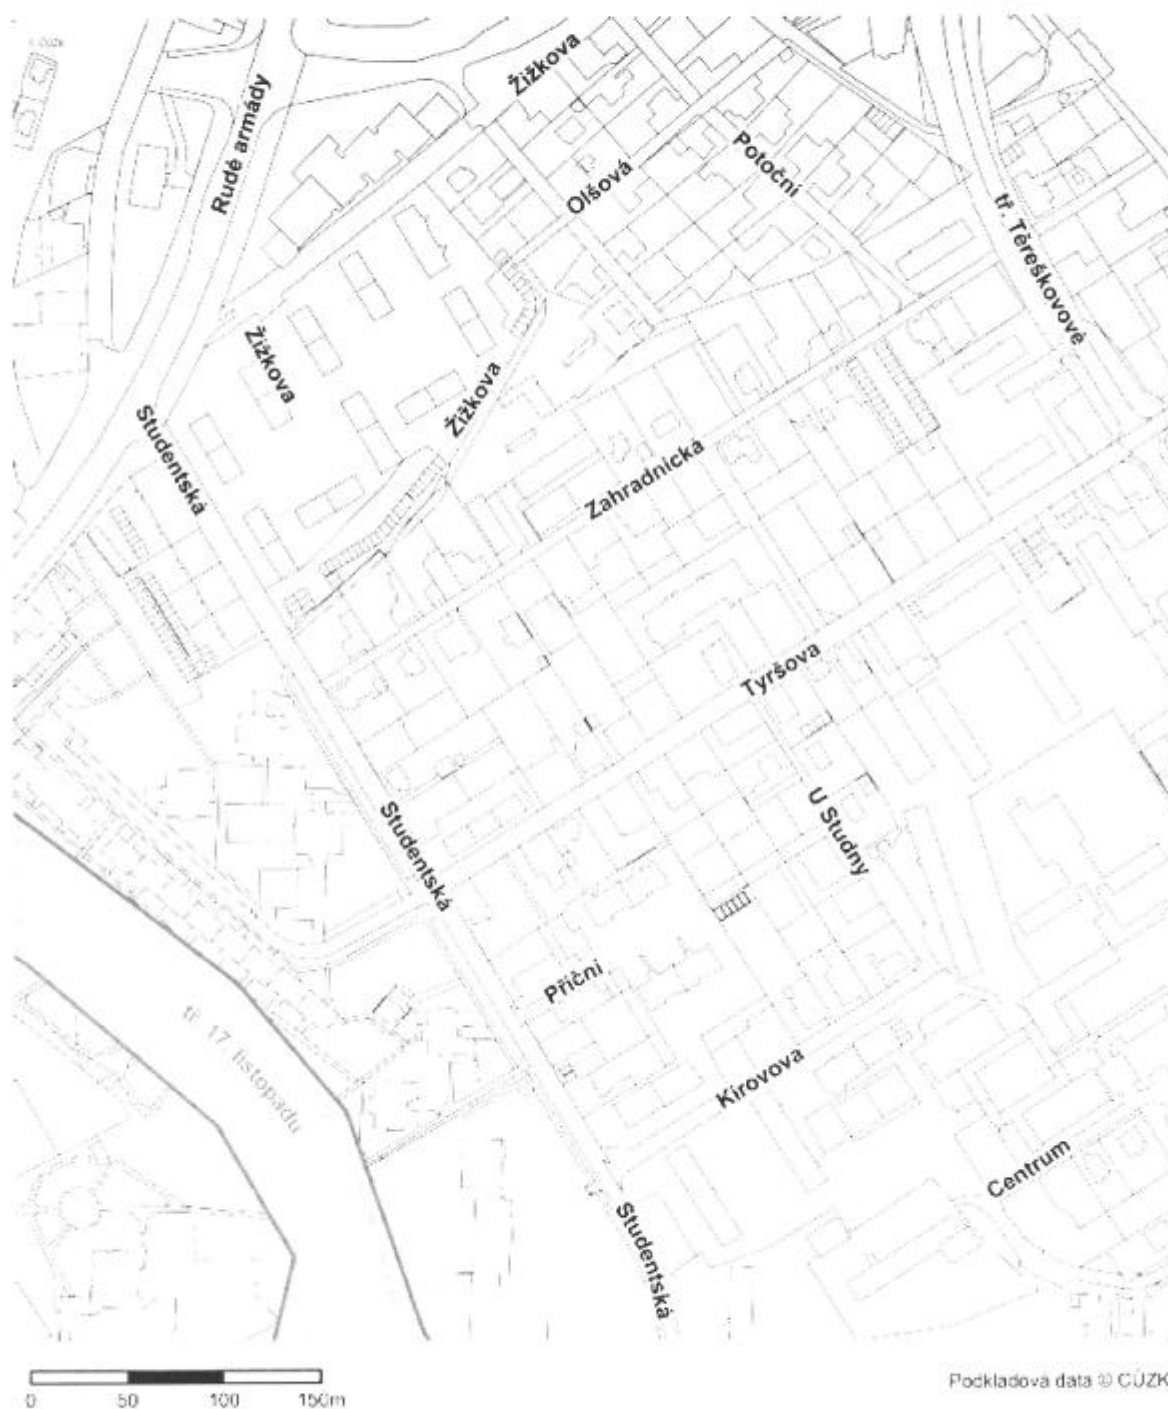 Žižkova
Rudé armády
Olšová
Potoční
tř. Těreškovové
Žižkova
Žižkova
Studentská
Zahradnická
Tyršova
Studentská
U Studny
Příční
tř. 17. listopadu
Kirovova
Centrum
Studentská
0 50 100 150m
Podkladová data © ČÚZK